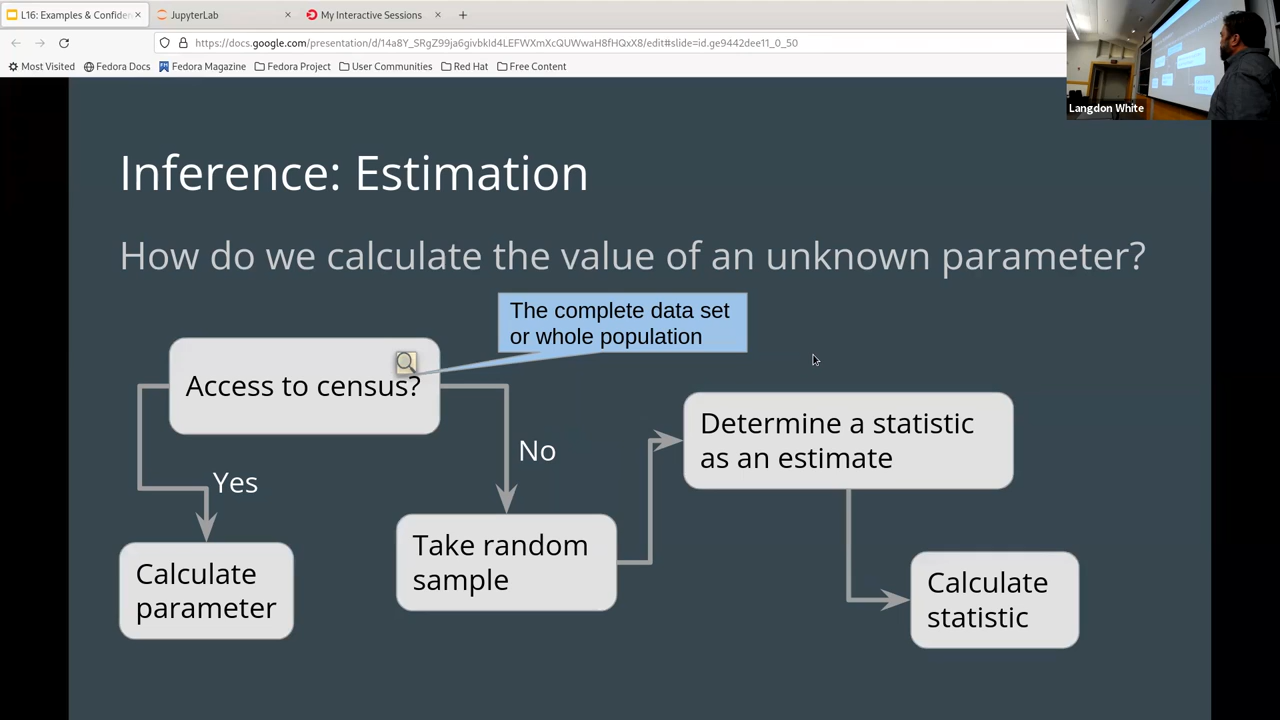 L16: Examples & Confiden
JupyterLab
My Interactive Sessions
https://docs.google.com/presentation/d/14a8Y_SRgZ99ja6givbkId4LEFWXmXcQUWwaH8fHQxX8/edit#slide=id.ge9442dee11_0_50
Most Visited
Fedora Docs
Fedora Magazine
Fedora Project
User Communities
Red Hat
Free Content
Langdon White
Inference: Estimation
How do we calculate the value of an unknown parameter?
The complete data set
or whole population
Access to census?
Yes
No
Calculate
parameter
Take random
sample
Determine a statistic
as an estimate
Calculate
statistic